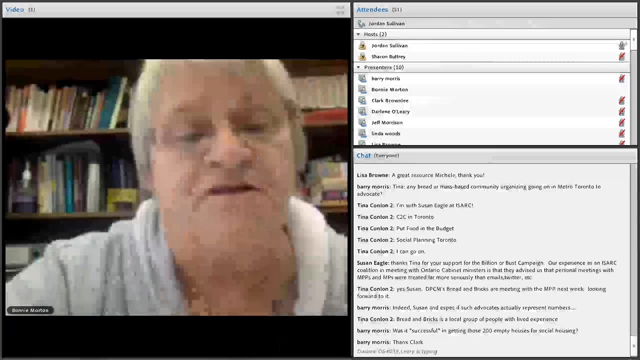 Video (1)
Attendees (31)
Jordan Sullivan
Hosts (2)
Jordan Sullivan
Sharon Buttrey
Presenters (10)
barry morris
Bonnie Morton
Clark Brownlee
Darlene O'Leary
Jeff Morrison
linda woods
Lisa Browne
Chat (Everyone)
Lisa Browne: A great resource Michele, thank you!
barry morris: Tina: any broad or mass-based community organizing going on in Metro Toronto to
advocate?
Tina Conlon 2: I'm with Susan Eagle at ISARC!
Tina Conlon 2: C2C in Toronto
Tina Conlon 2: Put Food in the Budget
Tina Conlon 2: Social Planning Toronto
Tina Conlon 2: I can go on.
Susan Eagle: thanks Tina for your support for the Billion or Bust Campaign. Our experience as an ISARC
coalition in meeting with Ontario Cabinet ministers is that they advised us that personal meetings with
MPPs and MPs were treated far more seriously than emails, twitter, etc
Tina Conlon 2: yes Susan. DPCM's Bread and Bricks are meeting with the MPP next week. looking
forward to it.
barry morris: Indeed, Susan and espec if such advocates actually represent numbers...
Tina Conlon 2: Bread and Bricks is a local group of people with lived experience
barry morris: Was it "successful" in getting those 200 empty houses for social housing?
barry morris: Thanx Clark
Darlene O'Leary is typing
Bonnie Morton